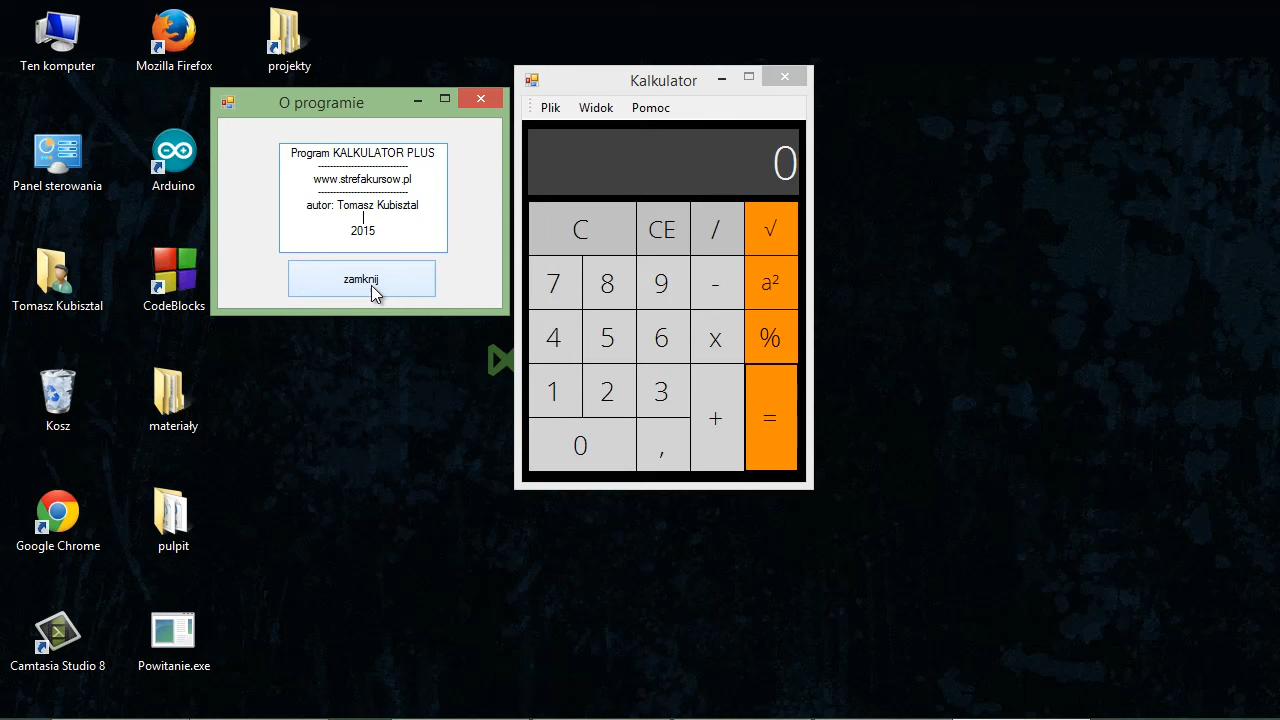 Ten komputer
Mozilla Firefox
projekty
Panel sterowania
Arduino
Tomasz Kubisztal
CodeBlocks
Kosz
materiały
Google Chrome
pulpit
Camtasia Studio 8
Powitanie.exe
O programie
Program KALKULATOR PLUS
------------------------------
www.strefakursow.pl
------------------------------
autor: Tomasz Kubisztal
2015
zamknij
Kalkulator
Plik Widok Pomoc
0
C CE / √
7 8 9 - a²
4 5 6 x %
1 2 3 + =
0 ,